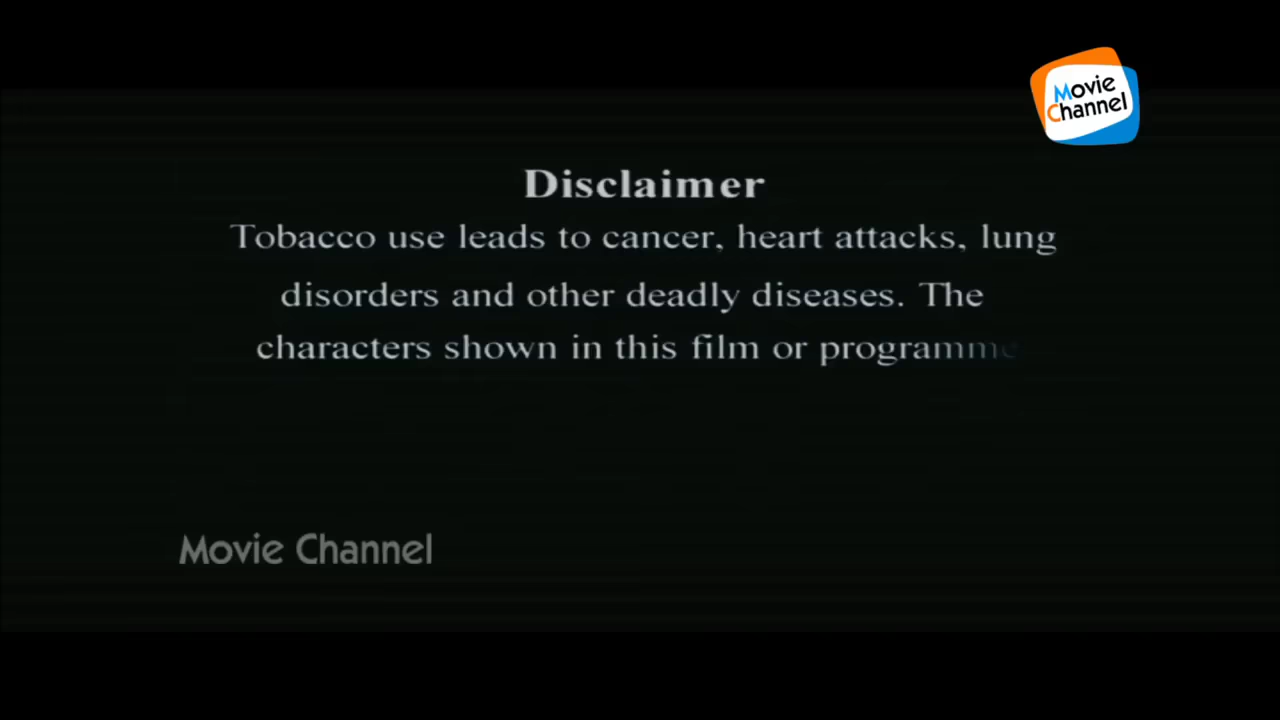 Movie
Channel
Disclaimer
Tobacco use leads to cancer, heart attacks, lung
disorders and other deadly diseases. The
characters shown in this film or programme
Movie Channel